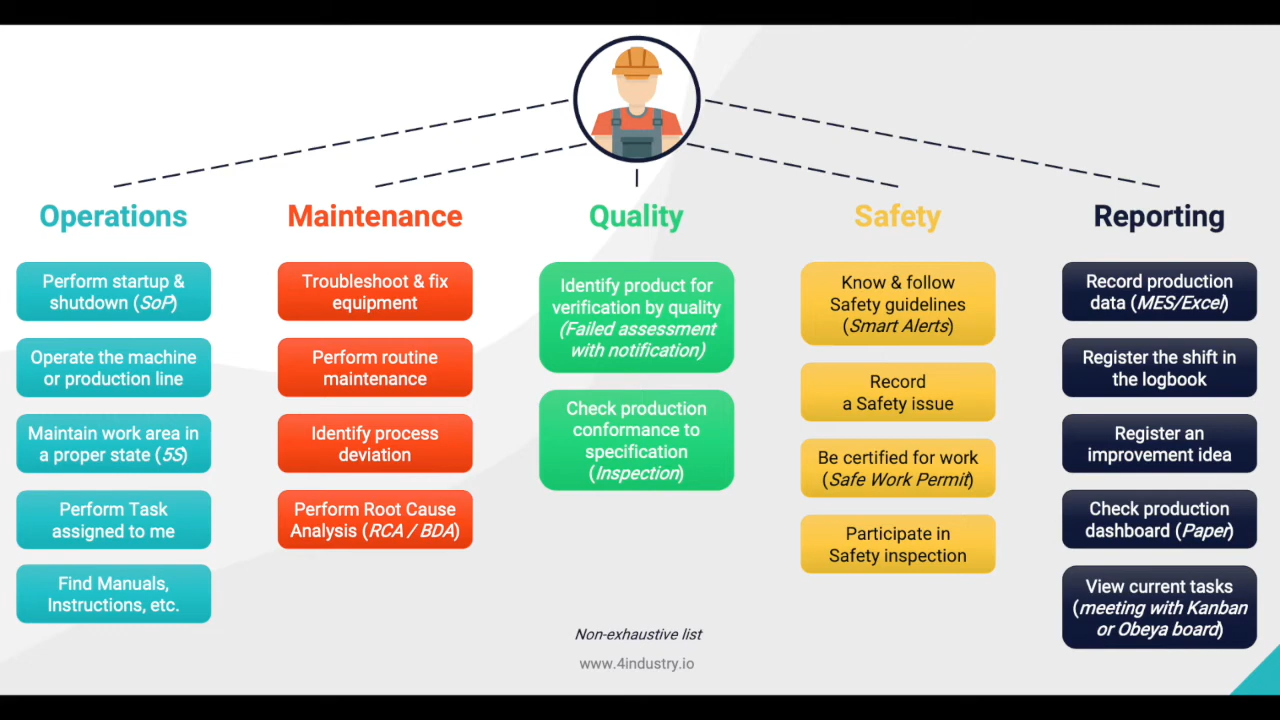 Operations
Perform startup &
shutdown (SoP)
Operate the machine
or production line
Maintain work area in
a proper state (5S)
Perform Task
assigned to me
Find Manuals,
Instructions, etc.
Maintenance
Troubleshoot & fix
equipment
Perform routine
maintenance
Identify process
deviation
Perform Root Cause
Analysis (RCA / BDA)
Quality
Identify product for
verification by quality
(Failed assessment
with notification)
Check production
conformance to
specification
(Inspection)
Safety
Know & follow
Safety guidelines
(Smart Alerts)
Record
a Safety issue
Be certified for work
(Safe Work Permit)
Participate in
Safety inspection
Reporting
Record production
data (MES/Excel)
Register the shift in
the logbook
Register an
improvement idea
Check production
dashboard (Paper)
View current tasks
(meeting with Kanban
or Obeya board)
Non-exhaustive list
www.4industry.io